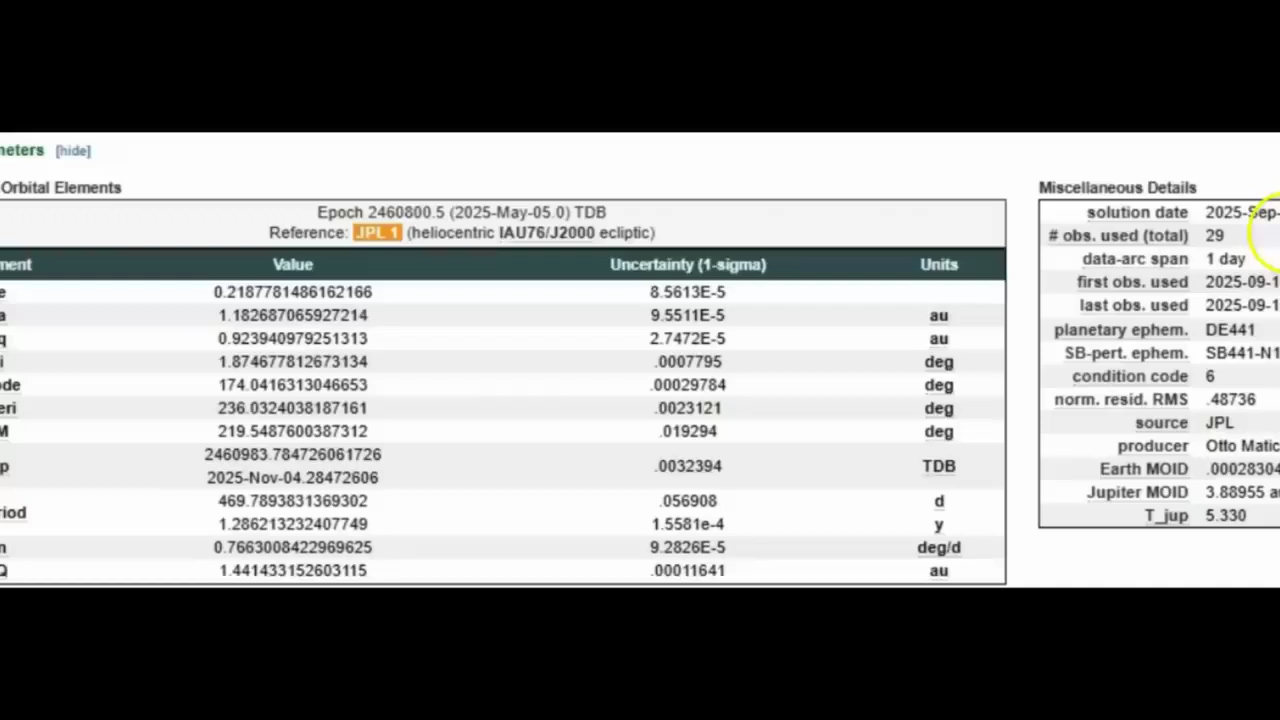 meters [hide]
Orbital Elements
Epoch 2460800.5 (2025-May-05.0) TDB
Reference: JPL 1 (heliocentric IAU76/J2000 ecliptic)
ment Value Uncertainty (1-sigma) Units
e 0.2187781486162166 8.5613E-5
a 1.182687065927214 9.5511E-5 au
q 0.923940979251313 2.7472E-5 au
i 1.874677812673134 .0007795 deg
ode 174.0416313046653 .00029784 deg
eri 236.0324038187161 .0023121 deg
M 219.5487600387312 .019294 deg
p 2460983.784726061726 .0032394 TDB
2025-Nov-04.28472606
riod 469.7893831369302 .056908 d
1.286213232407749 1.5581e-4 y
n 0.7663008422969625 9.2826E-5 deg/d
Q 1.441433152603115 .00011641 au
Miscellaneous Details
solution date 2025-Sep-
# obs. used (total) 29
data-arc span 1 day
first obs. used 2025-09-1
last obs. used 2025-09-1
planetary ephem. DE441
SB-pert. ephem. SB441-N1
condition code 6
norm. resid. RMS .48736
source JPL
producer Otto Matic
Earth MOID .00028304
Jupiter MOID 3.88955 a
T_jup 5.330